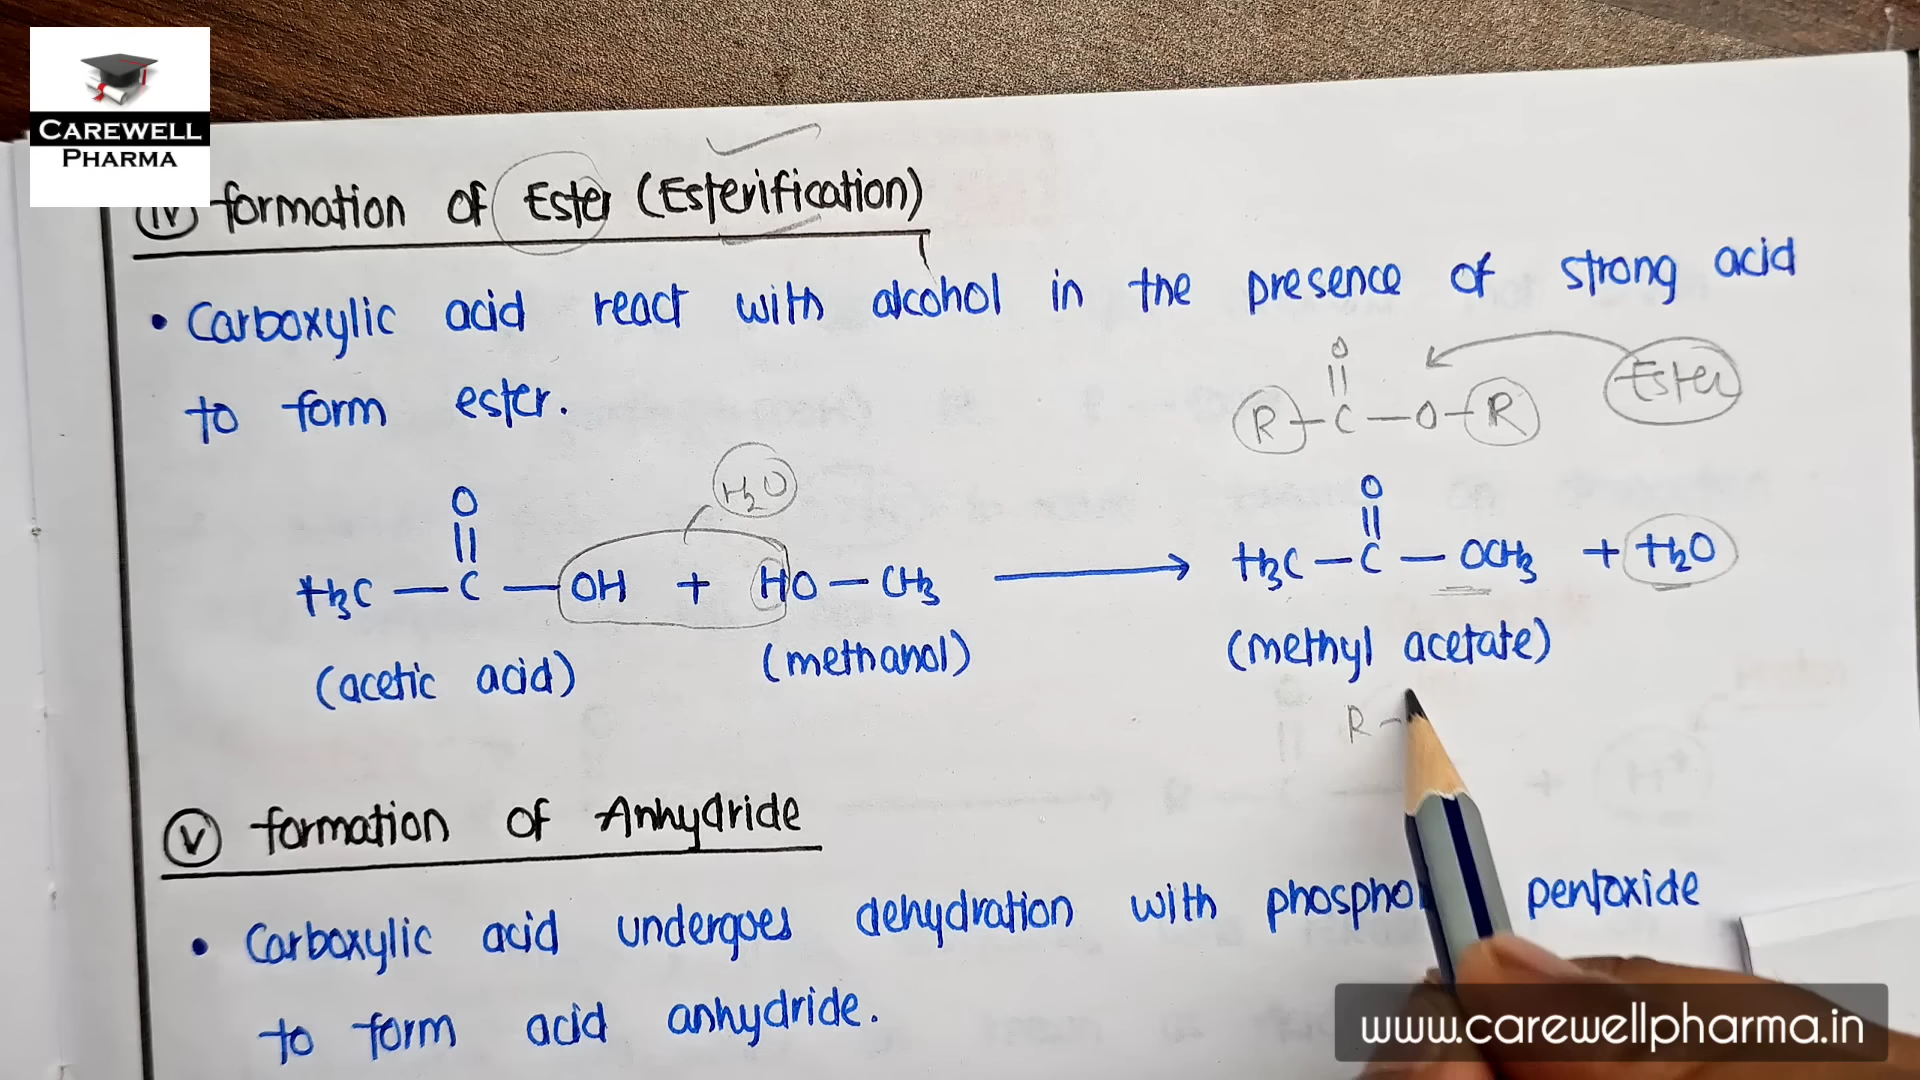 CAREWELL
PHARMA
(iv) formation of Ester (Esterification)
• Carboxylic acid react with alcohol in the presence of strong acid
to form ester.
O
||
R – C – O – R
Ester
H2O
O
||
H3C — C — OH + HO — CH3 → 
O
||
H3C — C — OCH3 + H2O
(acetic acid) (methanol) (methyl acetate)
R –
(v) formation of Anhydride
• Carboxylic acid undergoes dehydration with pentoxide
to form acid anhydride.
www.carewellpharma.in